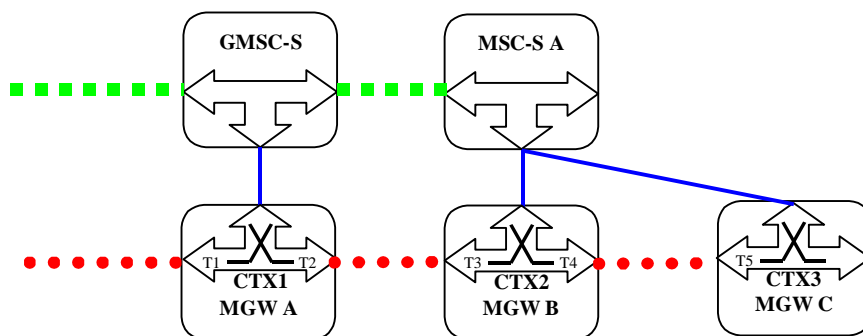 GMSC-S
MSC-S A
T1
T2
CTX1
MGW A
T3
T4
CTX2
MGW B
T5
CTX3
MGW C